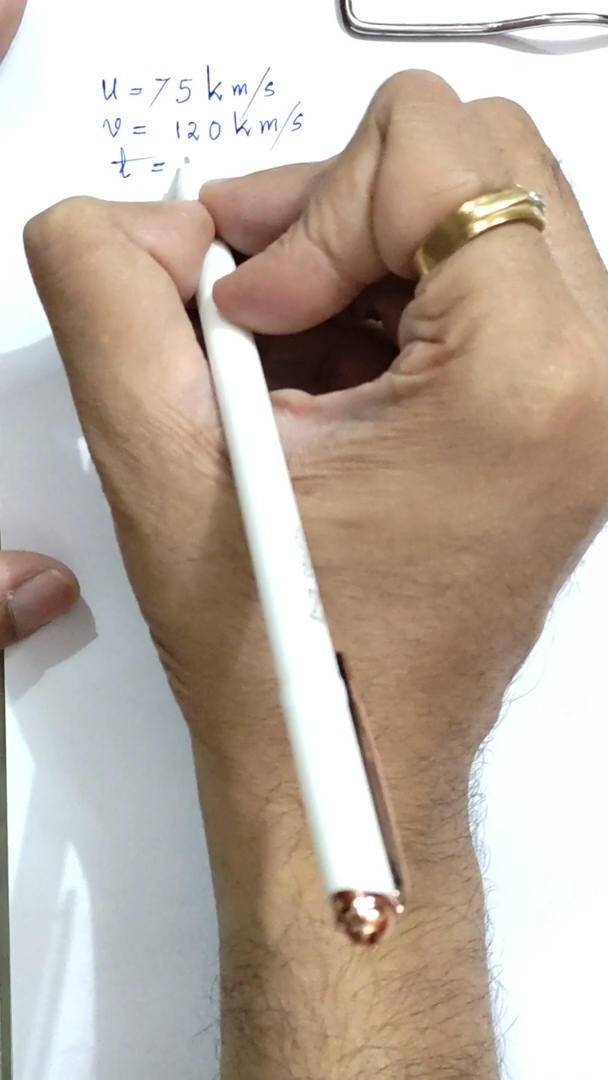 u = 75 km/s
v = 120 km/s
t =